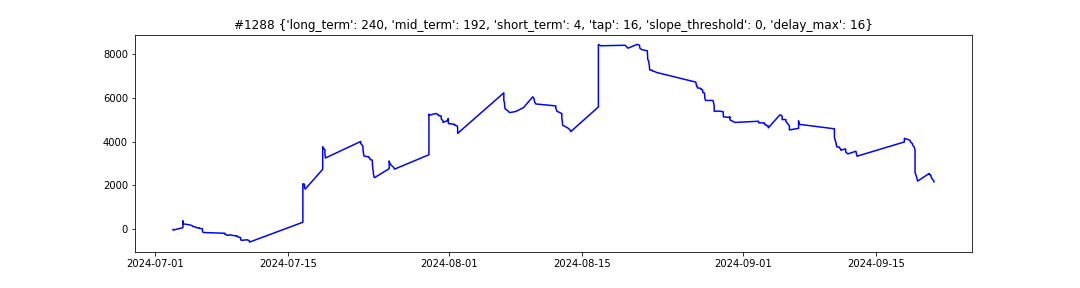 #1288 {'long_term': 240, 'mid_term': 192, 'short_term': 4, 'tap': 16, 'slope_threshold': 0, 'delay_max': 16}
8000
6000
4000
2000
0
2024-07-01 2024-07-15 2024-08-01 2024-08-15 2024-09-01 2024-09-15